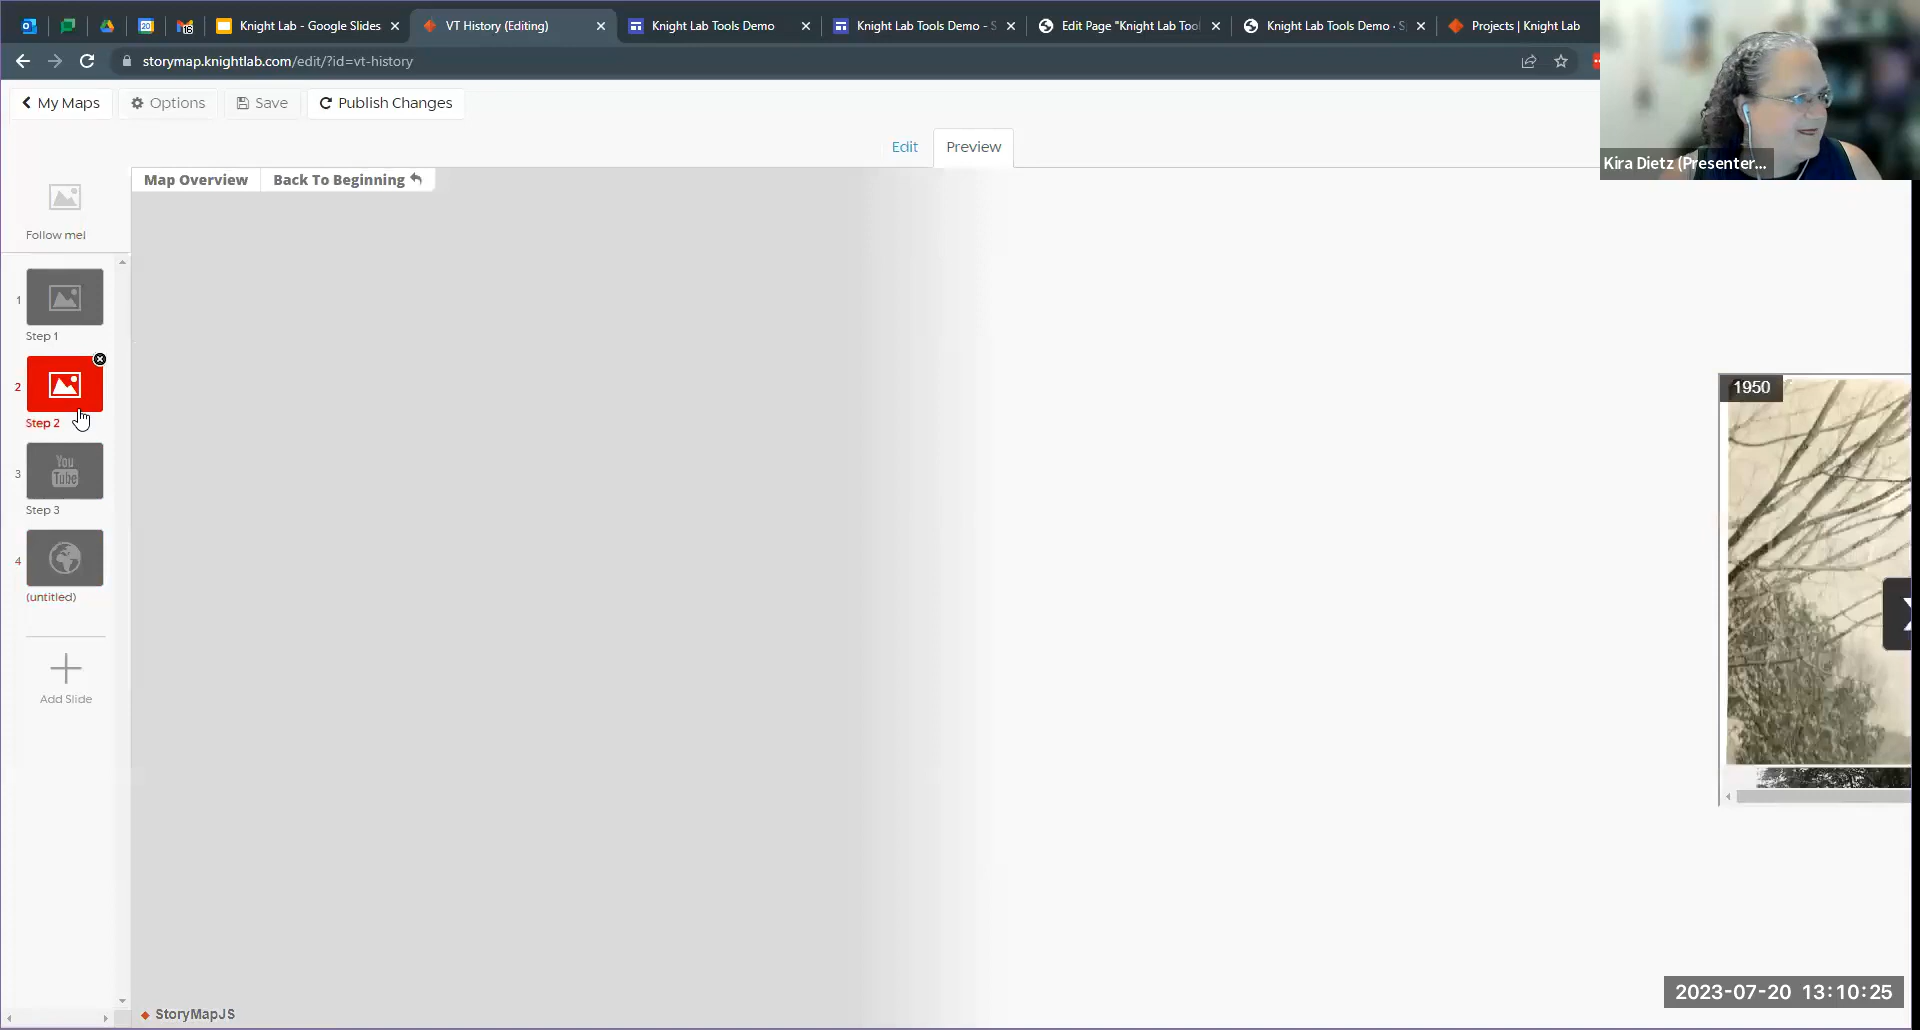 20
Knight Lab - Google Slides
VT History (Editing)
Knight Lab Tools Demo
Knight Lab Tools Demo - S
Edit Page "Knight Lab Tool
Knight Lab Tools Demo · S
Projects | Knight Lab
storymap.knightlab.com/edit/?id=vt-history
My Maps
Options
Save
Publish Changes
Kira Dietz (Presenter...
Edit
Preview
Map Overview
Back To Beginning
Follow me!
1
Step 1
2
Step 2
3
You
Tube
Step 3
4
(untitled)
Add Slide
1950
StoryMapJS
2023-07-20 13:10:25